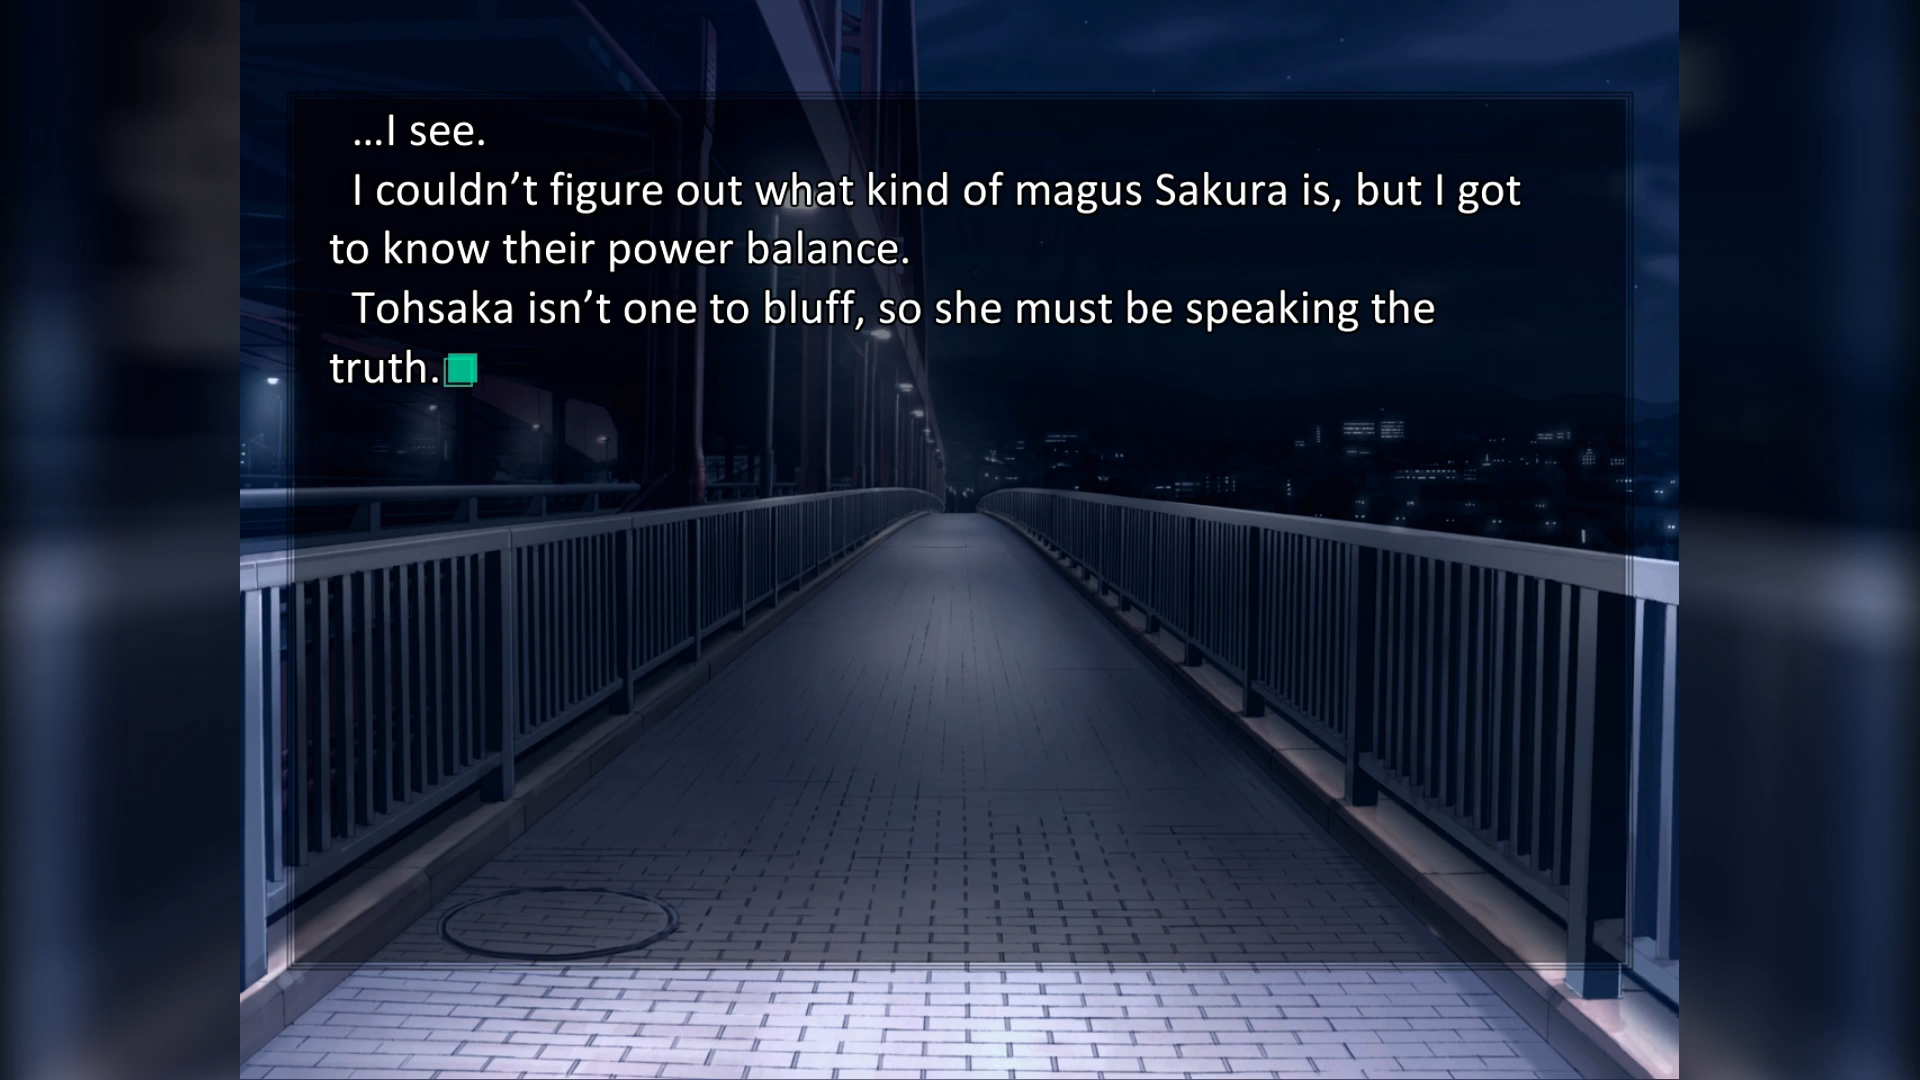 …I see.
I couldn’t figure out what kind of magus Sakura is, but I got
to know their power balance.
Tohsaka isn’t one to bluff, so she must be speaking the
truth.